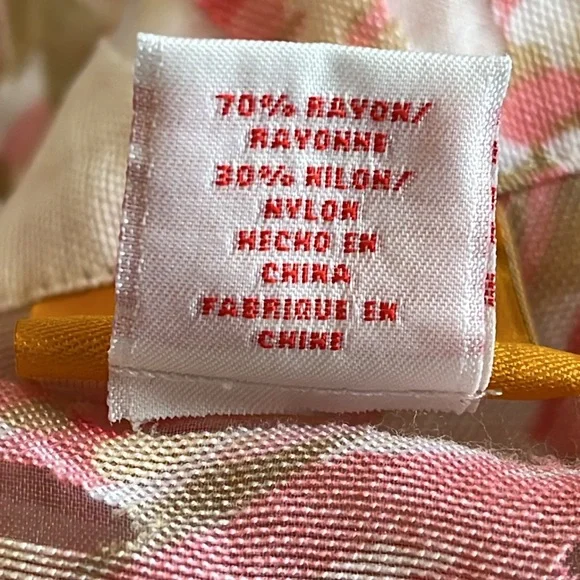 70% RAYON/
RAYONNE
30% NILON/
NYLON
HECHO EN
CHINA
FABRIQUE EN
CHINE